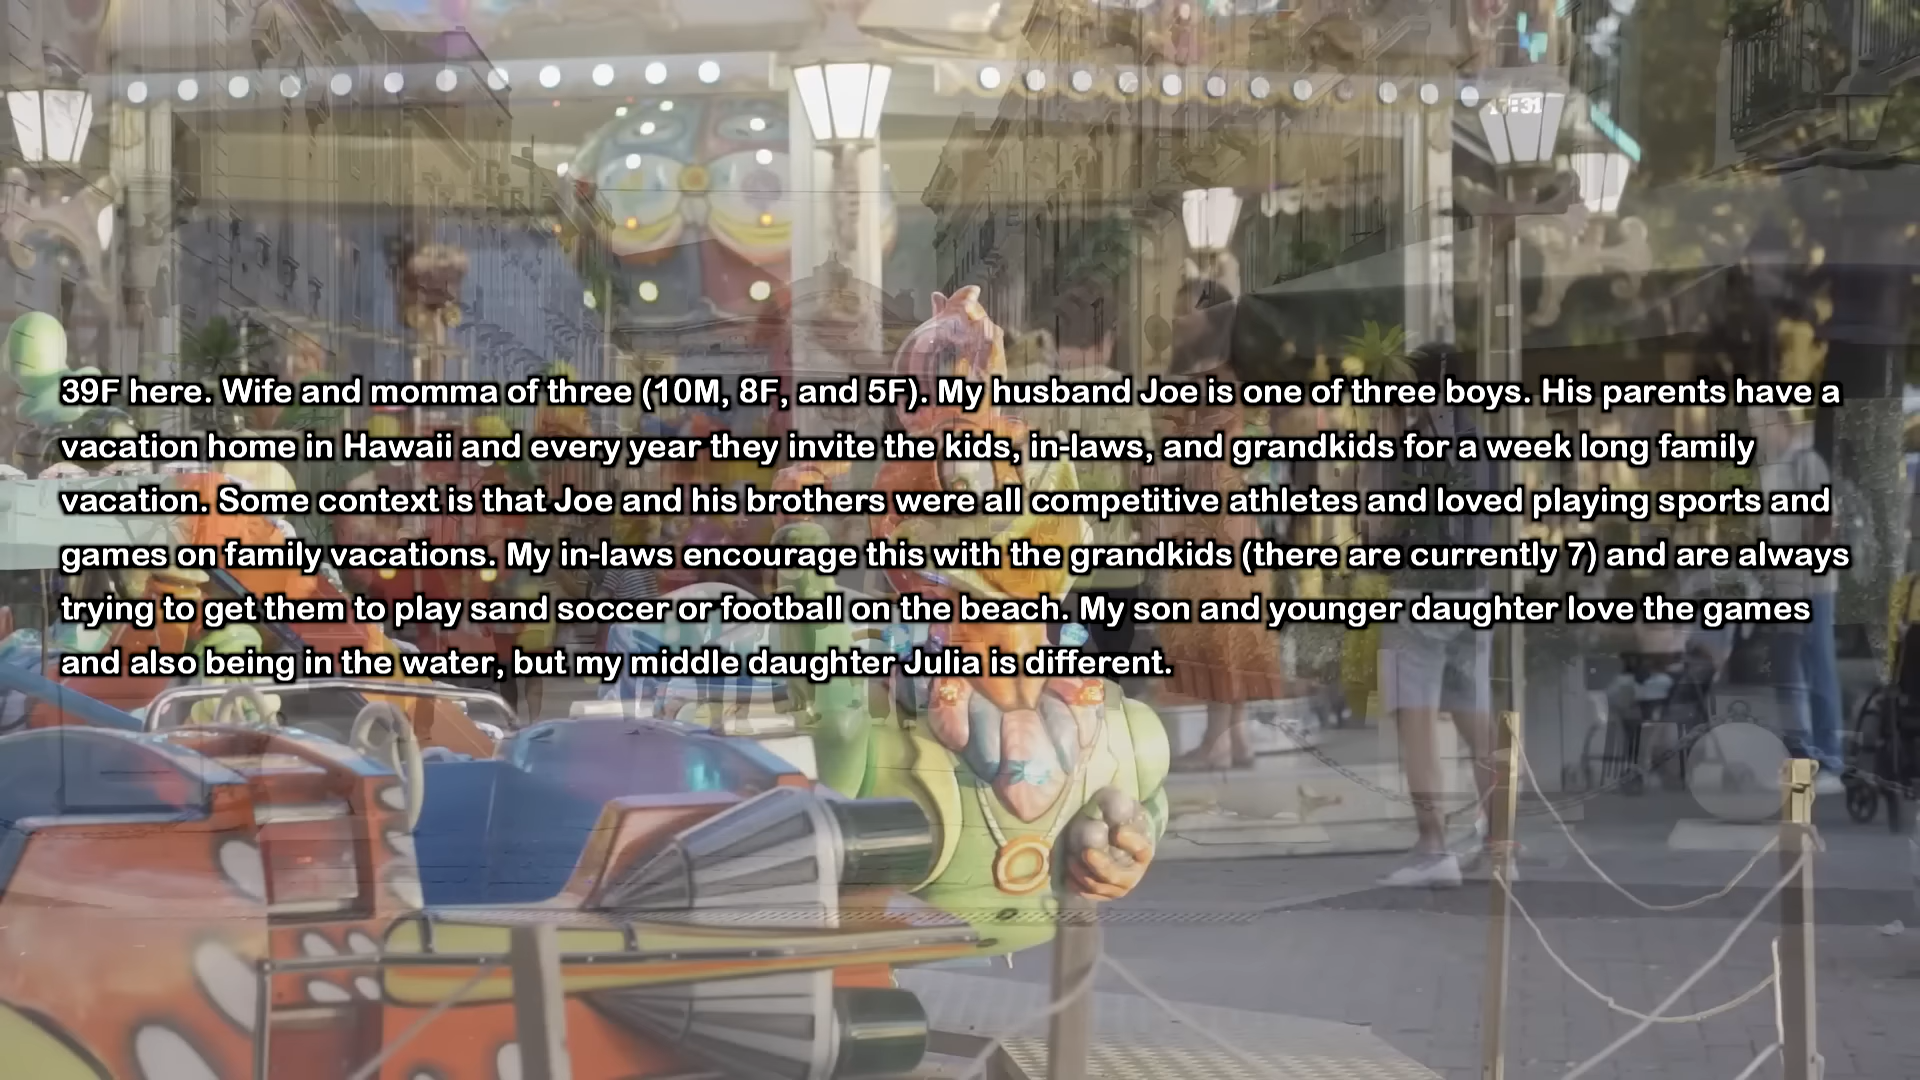 17:31
39F here. Wife and momma of three (10M, 8F, and 5F). My husband Joe is one of three boys. His parents have a
vacation home in Hawaii and every year they invite the kids, in-laws, and grandkids for a week long family
vacation. Some context is that Joe and his brothers were all competitive athletes and loved playing sports and
games on family vacations. My in-laws encourage this with the grandkids (there are currently 7) and are always
trying to get them to play sand soccer or football on the beach. My son and younger daughter love the games
and also being in the water, but my middle daughter Julia is different.